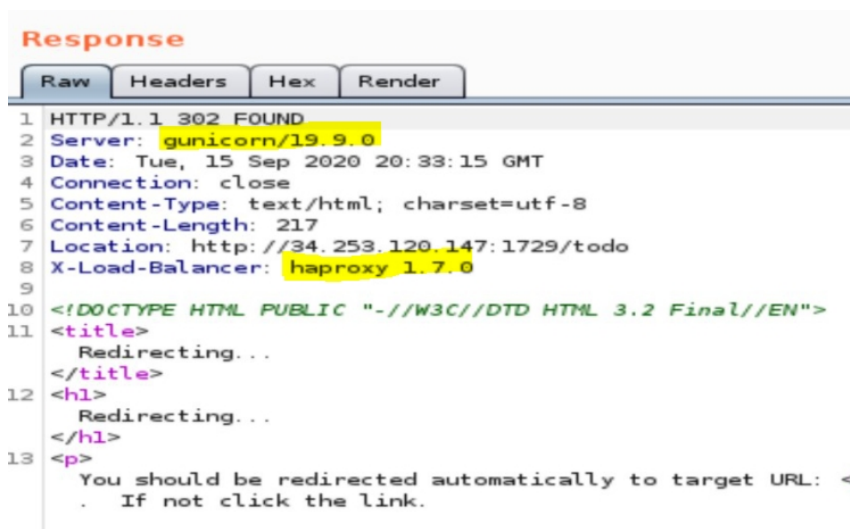 Response
Raw Headers Hex Render
1 HTTP/1.1 302 FOUND
2 Server: gunicorn/19.9.0
3 Date: Tue, 15 Sep 2020 20:33:15 GMT
4 Connection: close
5 Content-Type: text/html; charset=utf-8
6 Content-Length: 217
7 Location: http://34.253.120.147:1729/todo
8 X-Load-Balancer: haproxy 1.7.0
9
10 <!DOCTYPE HTML PUBLIC "-//W3C//DTD HTML 3.2 Final//EN">
11 <title>
Redirecting...
</title>
12 <h1>
Redirecting...
</h1>
13 <p>
You should be redirected automatically to target URL: <
. If not click the link.